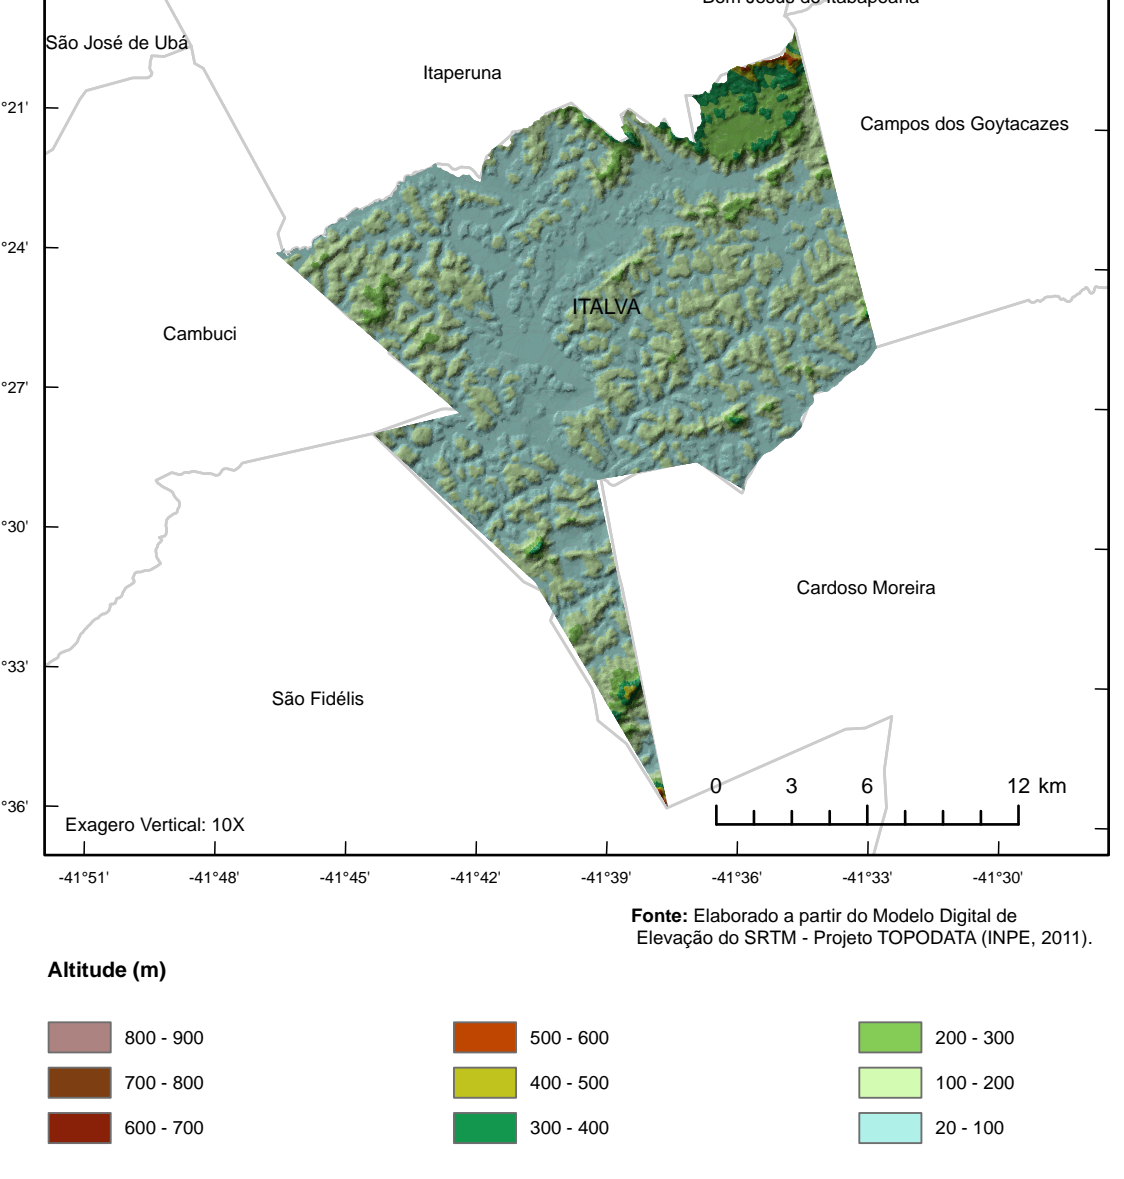 São José de Ubá
Itaperuna
Campos dos Goytacazes
ITALVA
Cambuci
Cardoso Moreira
São Fidélis
°21'
°24'
°27'
°30'
°33'
°36'
0 3 6 12 km
Exagero Vertical: 10X
-41°51' -41°48' -41°45' -41°42' -41°39' -41°36' -41°33' -41°30'
Fonte: Elaborado a partir do Modelo Digital de
Elevação do SRTM - Projeto TOPODATA (INPE, 2011).
Altitude (m)
800 - 900 500 - 600 200 - 300
700 - 800 400 - 500 100 - 200
600 - 700 300 - 400 20 - 100